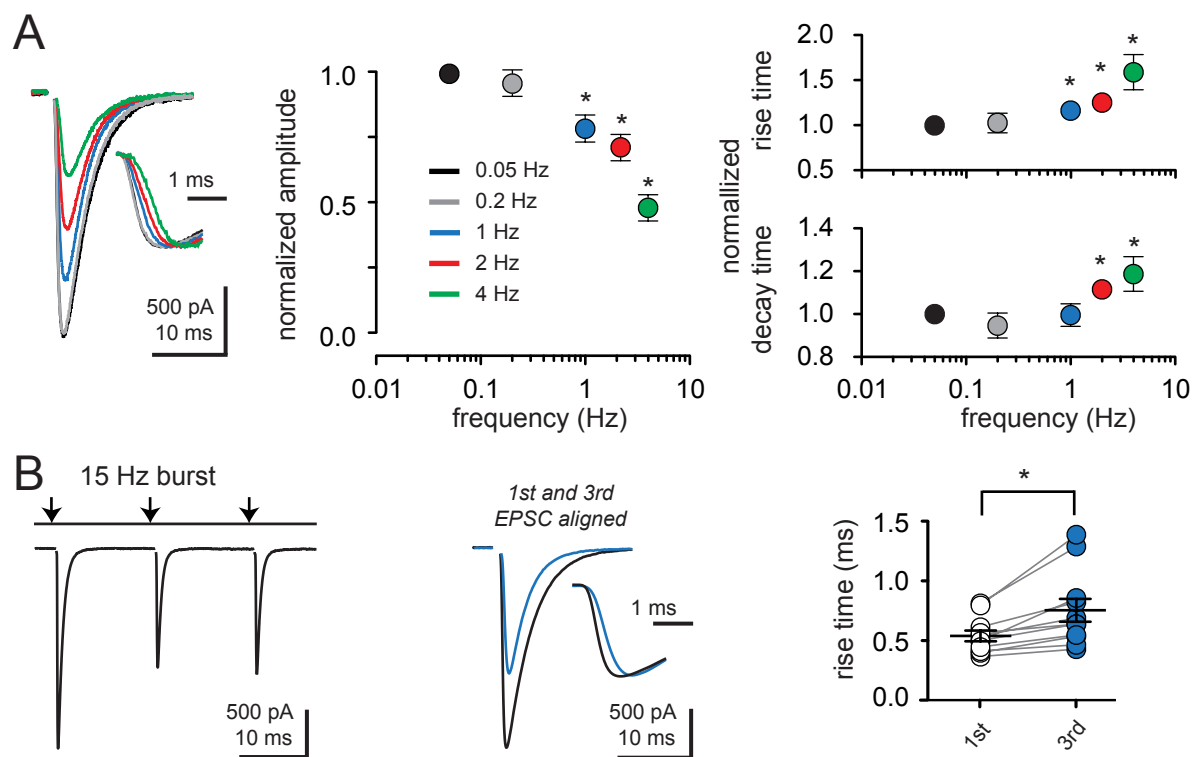 A
1 ms
500 pA
10 ms
normalized amplitude
1.0
0.5
0.0
0.05 Hz
0.2 Hz
1 Hz
2 Hz
4 Hz
* * *
0.01 0.1 1 10
frequency (Hz)
normallized
rise time
2.0
1.5
1.0
0.5
* * *
decay time
1.4
1.2
1.0
0.8
* *
0.01 0.1 1 10
frequency (Hz)
B
15 Hz burst
500 pA
10 ms
1st and 3rd
EPSC aligned
1 ms
500 pA
10 ms
*
rise time (ms)
1.5
1.0
0.5
0.0
1st 3rd